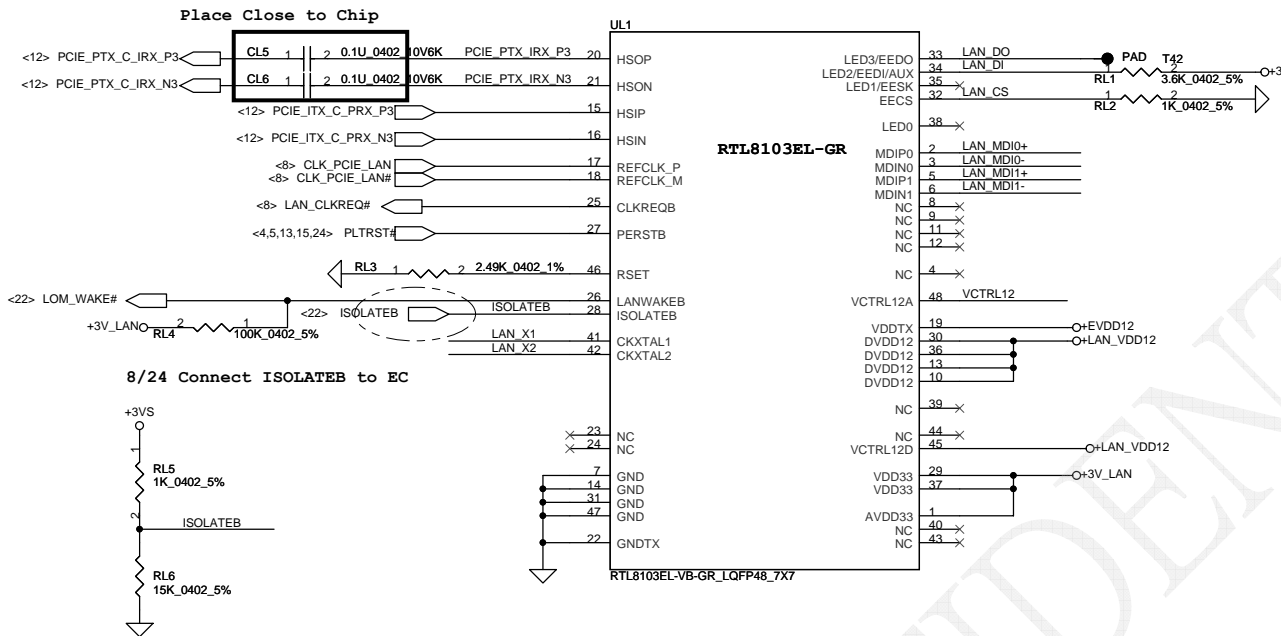 Place Close to Chip
UL1
<12> PCIE_PTX_C_IRX_P3
CL5 1 2 0.1U_0402_10V6K PCIE_PTX_IRX_P3 20 HSOP
<12> PCIE_PTX_C_IRX_N3
CL6 1 2 0.1U_0402_10V6K PCIE_PTX_IRX_N3 21 HSON
<12> PCIE_ITX_C_PRX_P3 15 HSIP
<12> PCIE_ITX_C_PRX_N3 16 HSIN
<8> CLK_PCIE_LAN 17 REFCLK_P
<8> CLK_PCIE_LAN# 18 REFCLK_M
<8> LAN_CLKREQ# 25 CLKREQB
<4,5,13,15,24> PLTRST# 27 PERSTB
RL3 1 2 2.49K_0402_1% 46 RSET
<22> LOM_WAKE# 26 LANWAKEB
<22> ISOLATEB ISOLATEB 28 ISOLATEB
+3V_LAN 2 1
RL4 100K_0402_5%
LAN_X1 41 CKXTAL1
LAN_X2 42 CKXTAL2
8/24 Connect ISOLATEB to EC
+3VS
1
RL5
1K_0402_5%
2
ISOLATEB
RL6
15K_0402_5%
23 NC
24 NC
7 GND
14 GND
31 GND
47 GND
22 GNDTX
RTL8103EL-GR
LED3/EEDO 33 LAN_DO PAD T42
LED2/EEDI/AUX 34 LAN_DI 1 2 +3
RL1 3.6K_0402_5%
LED1/EESK 35
EECS 32 LAN_CS 1 2
RL2 1K_0402_5%
LED0 38
MDIP0 2 LAN_MDI0+
MDIN0 3 LAN_MDI0-
MDIP1 5 LAN_MDI1+
MDIN1 6 LAN_MDI1-
NC 8
NC 9
NC 11
NC 12
NC 4
VCTRL12A 48 VCTRL12
VDDTX 19 +EVDD12
DVDD12 30 +LAN_VDD12
DVDD12 36
DVDD12 13
DVDD12 10
NC 39
NC 44
VCTRL12D 45 +LAN_VDD12
VDD33 29 +3V_LAN
VDD33 37
AVDD33 1
NC 40
NC 43
RTL8103EL-VB-GR_LQFP48_7X7